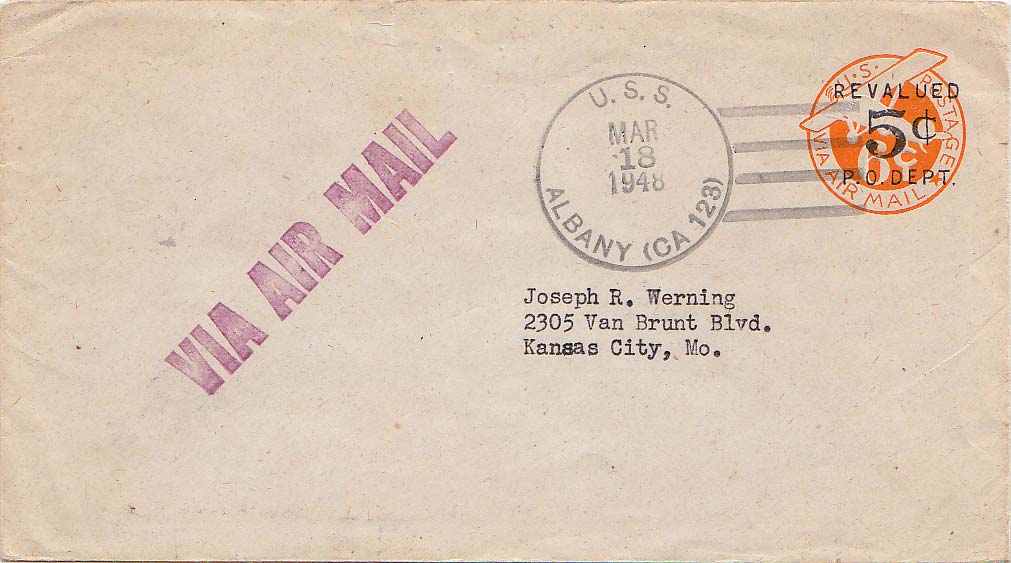 VIA AIR MAIL
U. S. S.
MAR
18
1948
ALBANY (CA 123)
U.S. POSTAGE
REVALUED
5¢
6¢
P.O. DEPT.
VIA AIR MAIL
Joseph R. Werning
2305 Van Brunt Blvd.
Kansas City, Mo.